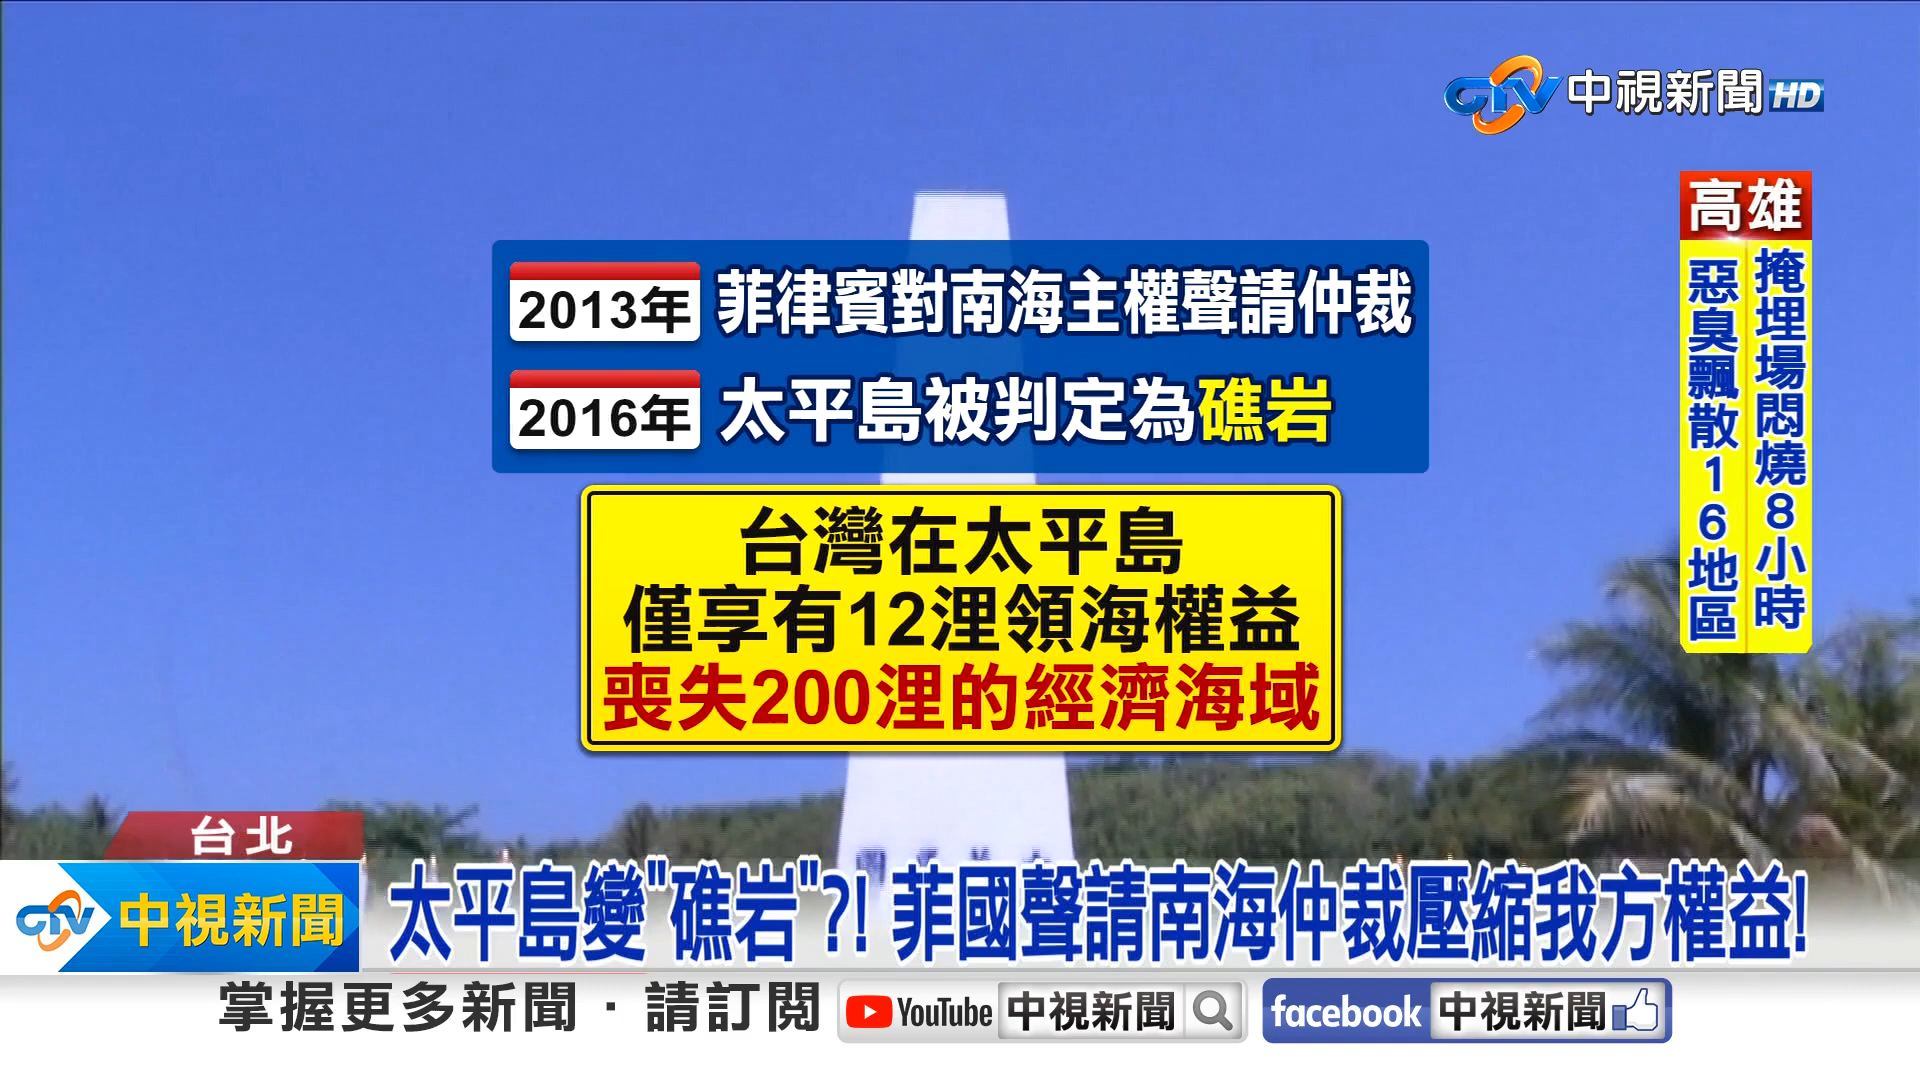 CTV 中視新聞 HD
高雄
掩埋場悶燒8小時
惡臭飄散16地區
2013年 菲律賓對南海主權聲請仲裁
2016年 太平島被判定為礁岩
台灣在太平島
僅享有12浬領海權益
喪失200浬的經濟海域
台北
CTV 中視新聞
太平島變"礁岩"?! 菲國聲請南海仲裁壓縮我方權益!
掌握更多新聞・請訂閱 YouTube 中視新聞 facebook 中視新聞